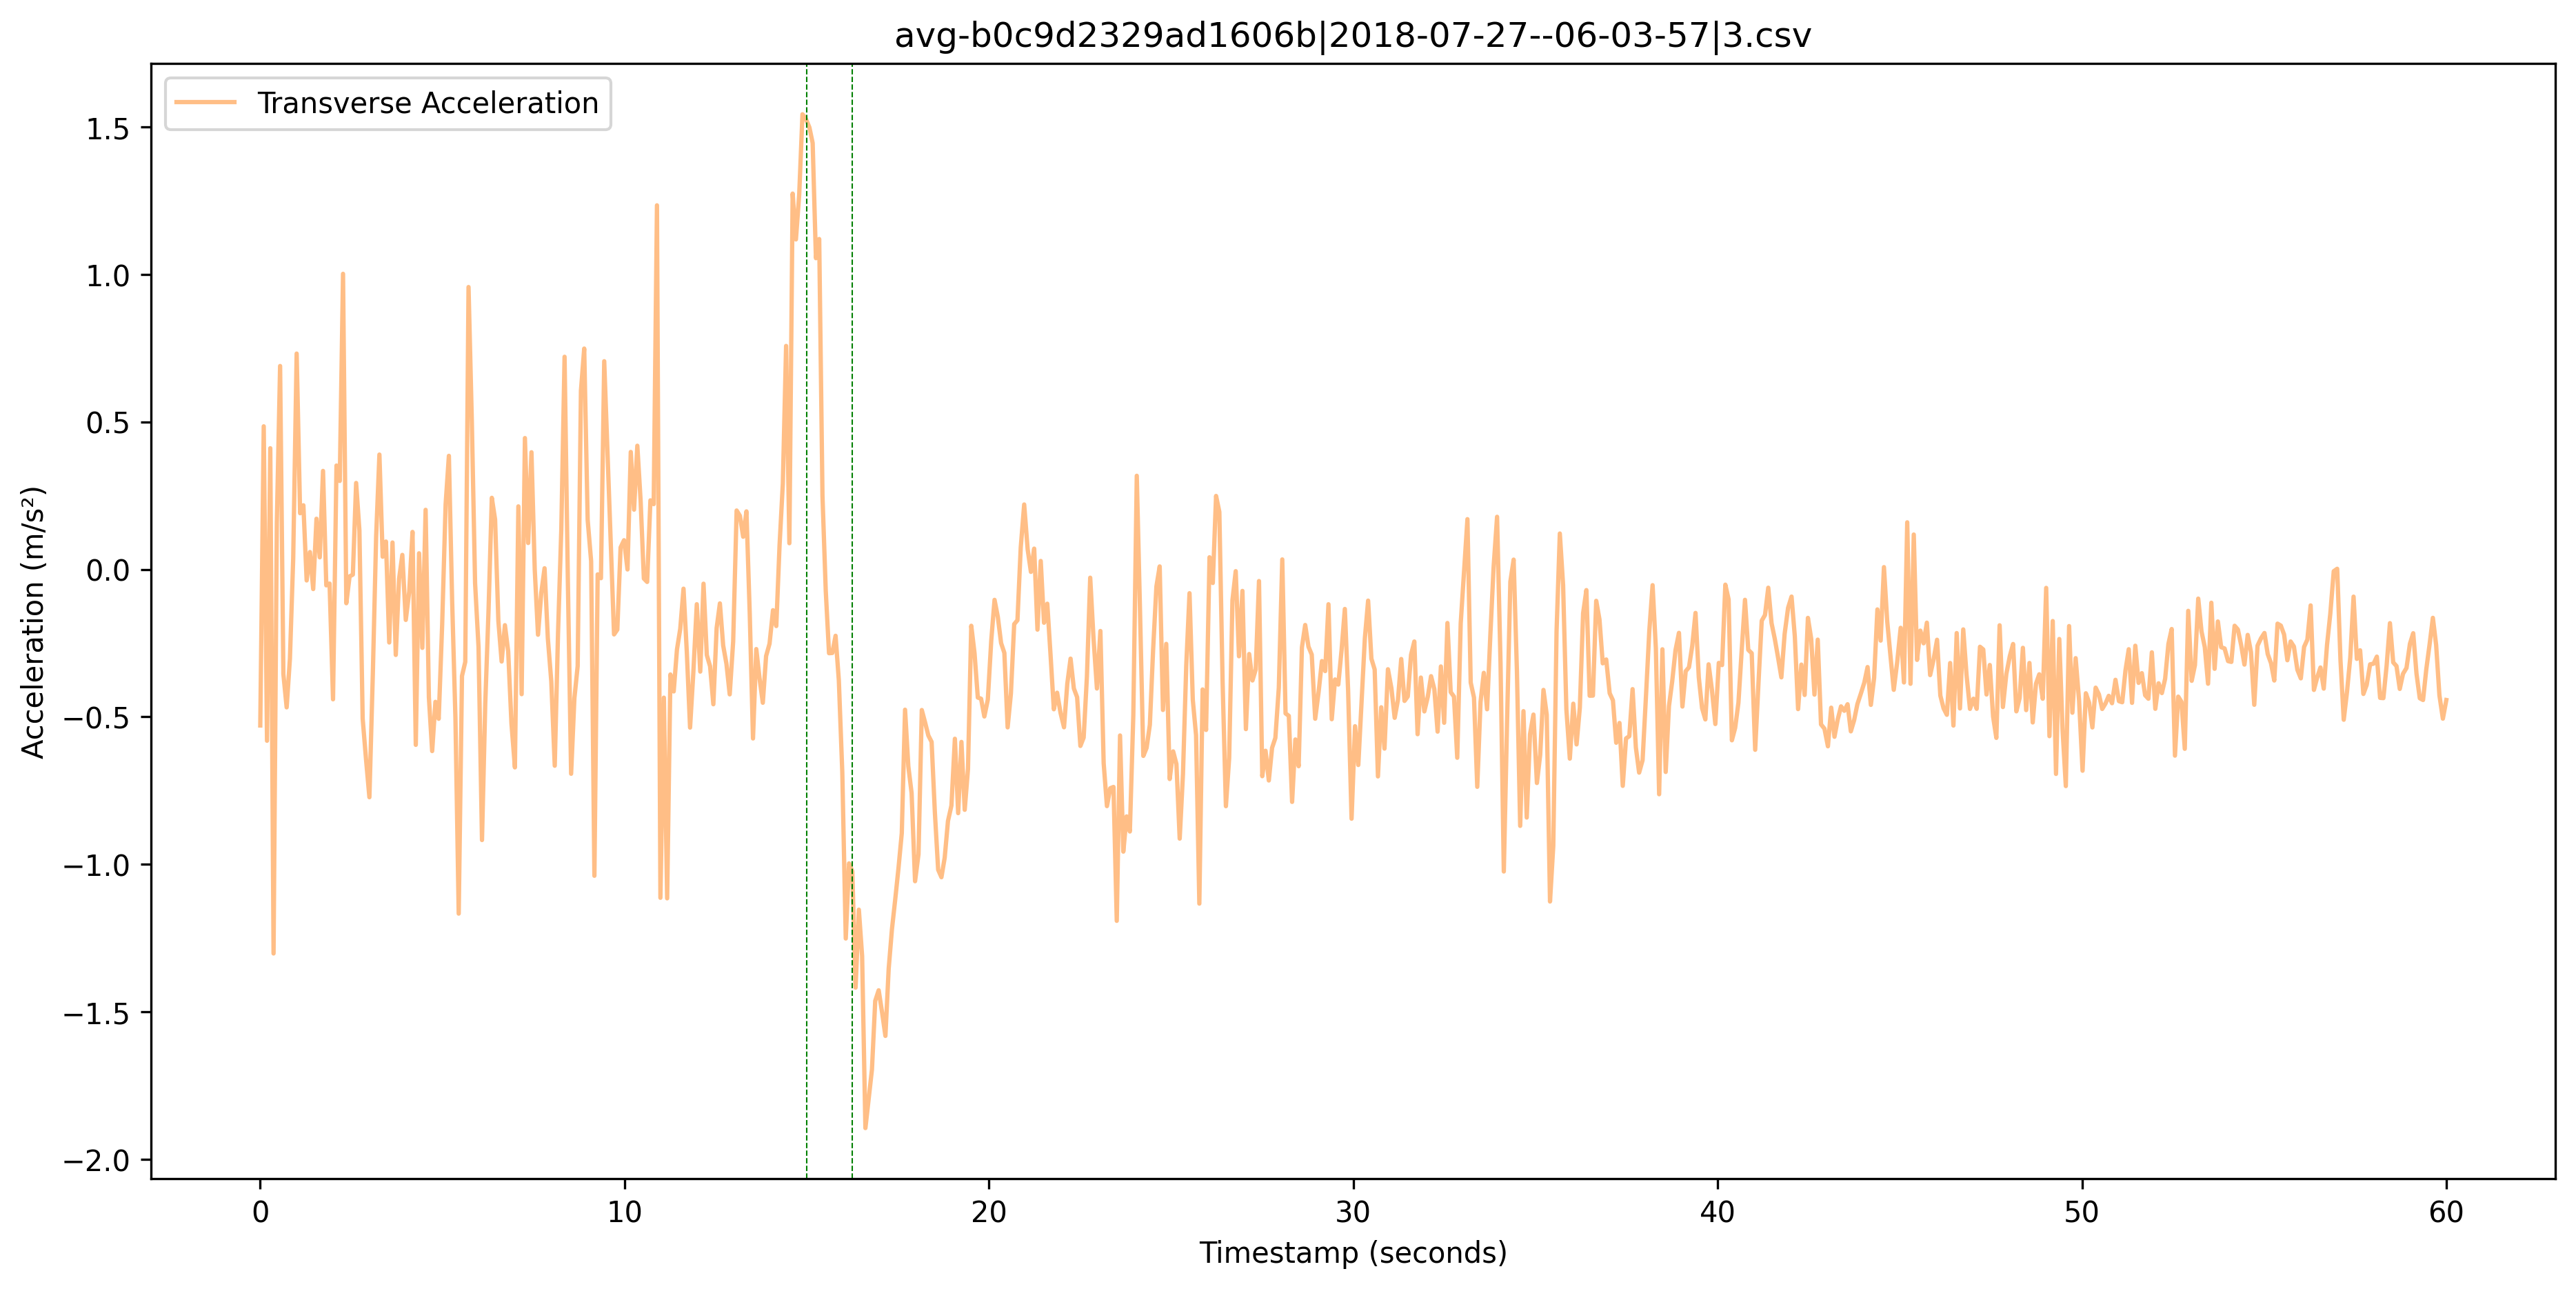 avg-b0c9d2329ad1606b|2018-07-27--06-03-57|3.csv
Transverse Acceleration
Acceleration (m/s²)
1.5
1.0
0.5
0.0
−0.5
−1.0
−1.5
−2.0
0 10 20 30 40 50 60
Timestamp (seconds)